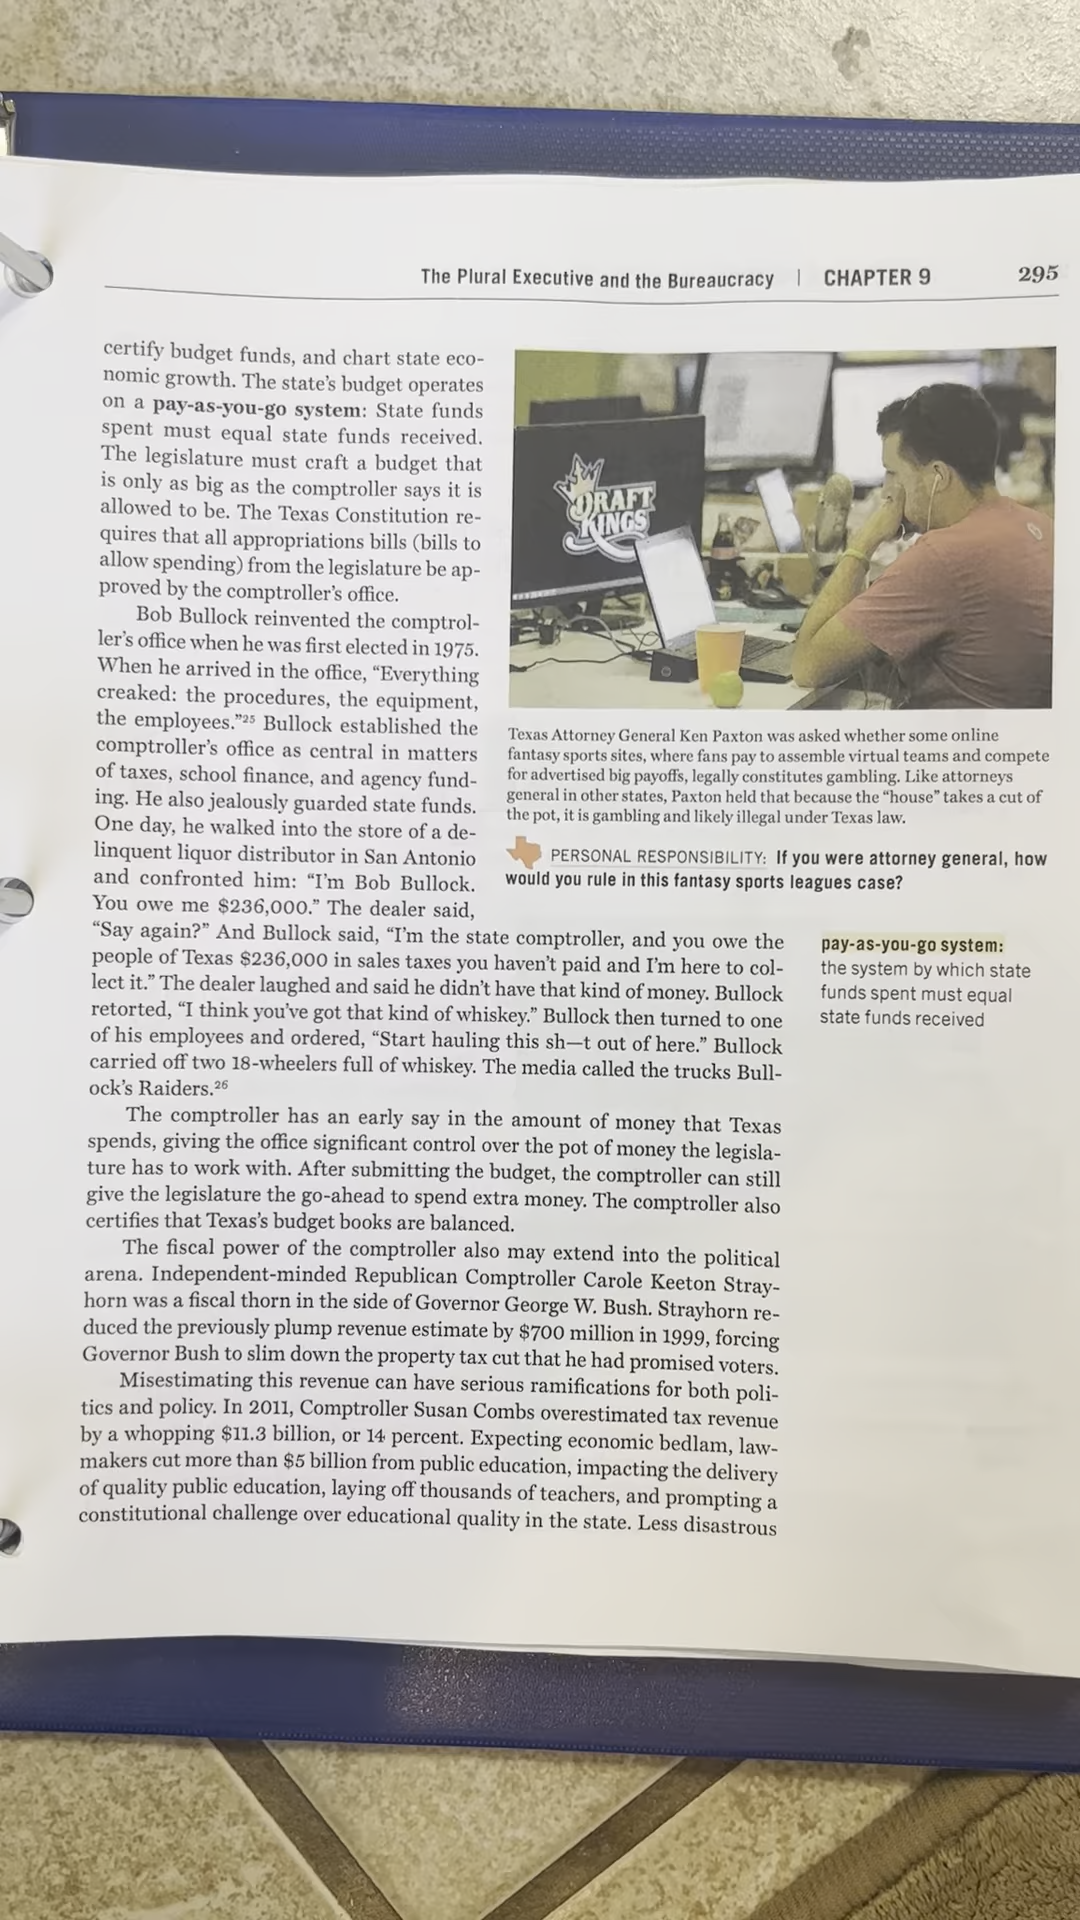 The Plural Executive and the Bureaucracy | CHAPTER 9 295
certify budget funds, and chart state eco-
nomic growth. The state's budget operates
on a pay-as-you-go system: State funds
spent must equal state funds received.
The legislature must craft a budget that
is only as big as the comptroller says it is
allowed to be. The Texas Constitution re-
quires that all appropriations bills (bills to
allow spending) from the legislature be ap-
proved by the comptroller's office.
Bob Bullock reinvented the comptrol-
ler's office when he was first elected in 1975.
When he arrived in the office, “Everything
creaked: the procedures, the equipment,
the employees.”25 Bullock established the
comptroller's office as central in matters
of taxes, school finance, and agency fund-
ing. He also jealously guarded state funds.
One day, he walked into the store of a de-
linquent liquor distributor in San Antonio
and confronted him: “I'm Bob Bullock.
You owe me $236,000.” The dealer said,
“Say again?” And Bullock said, “I'm the state comptroller, and you owe the
people of Texas $236,000 in sales taxes you haven't paid and I'm here to col-
lect it.” The dealer laughed and said he didn't have that kind of money. Bullock
retorted, “I think you've got that kind of whiskey.” Bullock then turned to one
of his employees and ordered, “Start hauling this sh—t out of here.” Bullock
carried off two 18-wheelers full of whiskey. The media called the trucks Bull-
ock's Raiders.26
The comptroller has an early say in the amount of money that Texas
spends, giving the office significant control over the pot of money the legisla-
ture has to work with. After submitting the budget, the comptroller can still
give the legislature the go-ahead to spend extra money. The comptroller also
certifies that Texas's budget books are balanced.
The fiscal power of the comptroller also may extend into the political
arena. Independent-minded Republican Comptroller Carole Keeton Stray-
horn was a fiscal thorn in the side of Governor George W. Bush. Strayhorn re-
duced the previously plump revenue estimate by $700 million in 1999, forcing
Governor Bush to slim down the property tax cut that he had promised voters.
Misestimating this revenue can have serious ramifications for both poli-
tics and policy. In 2011, Comptroller Susan Combs overestimated tax revenue
by a whopping $11.3 billion, or 14 percent. Expecting economic bedlam, law-
makers cut more than $5 billion from public education, impacting the delivery
of quality public education, laying off thousands of teachers, and prompting a
constitutional challenge over educational quality in the state. Less disastrous
DRAFT
KINGS
Texas Attorney General Ken Paxton was asked whether some online
fantasy sports sites, where fans pay to assemble virtual teams and compete
for advertised big payoffs, legally constitutes gambling. Like attorneys
general in other states, Paxton held that because the “house” takes a cut of
the pot, it is gambling and likely illegal under Texas law.
PERSONAL RESPONSIBILITY: If you were attorney general, how
would you rule in this fantasy sports leagues case?
pay-as-you-go system:
the system by which state
funds spent must equal
state funds received